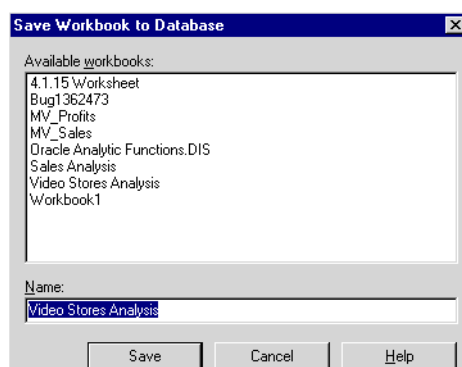 Save Workbook to Database
Available workbooks:
4.1.15 Worksheet
Bug1362473
MV_Profits
MV_Sales
Oracle Analytic Functions.DIS
Sales Analysis
Video Stores Analysis
Workbook1
Name:
Video Stores Analysis
Save Cancel Help